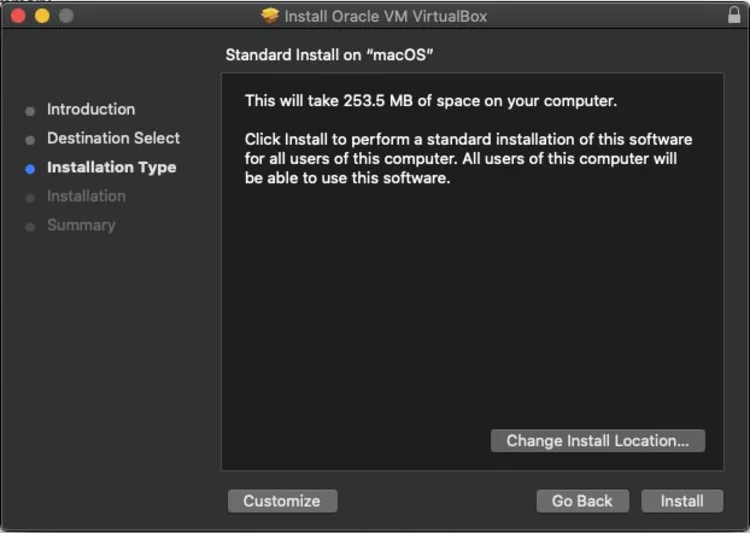 Install Oracle VM VirtualBox
Standard Install on “macOS”
Introduction
Destination Select
Installation Type
Installation
Summary
This will take 253.5 MB of space on your computer.
Click Install to perform a standard installation of this software
for all users of this computer. All users of this computer will
be able to use this software.
Change Install Location...
Customize
Go Back
Install